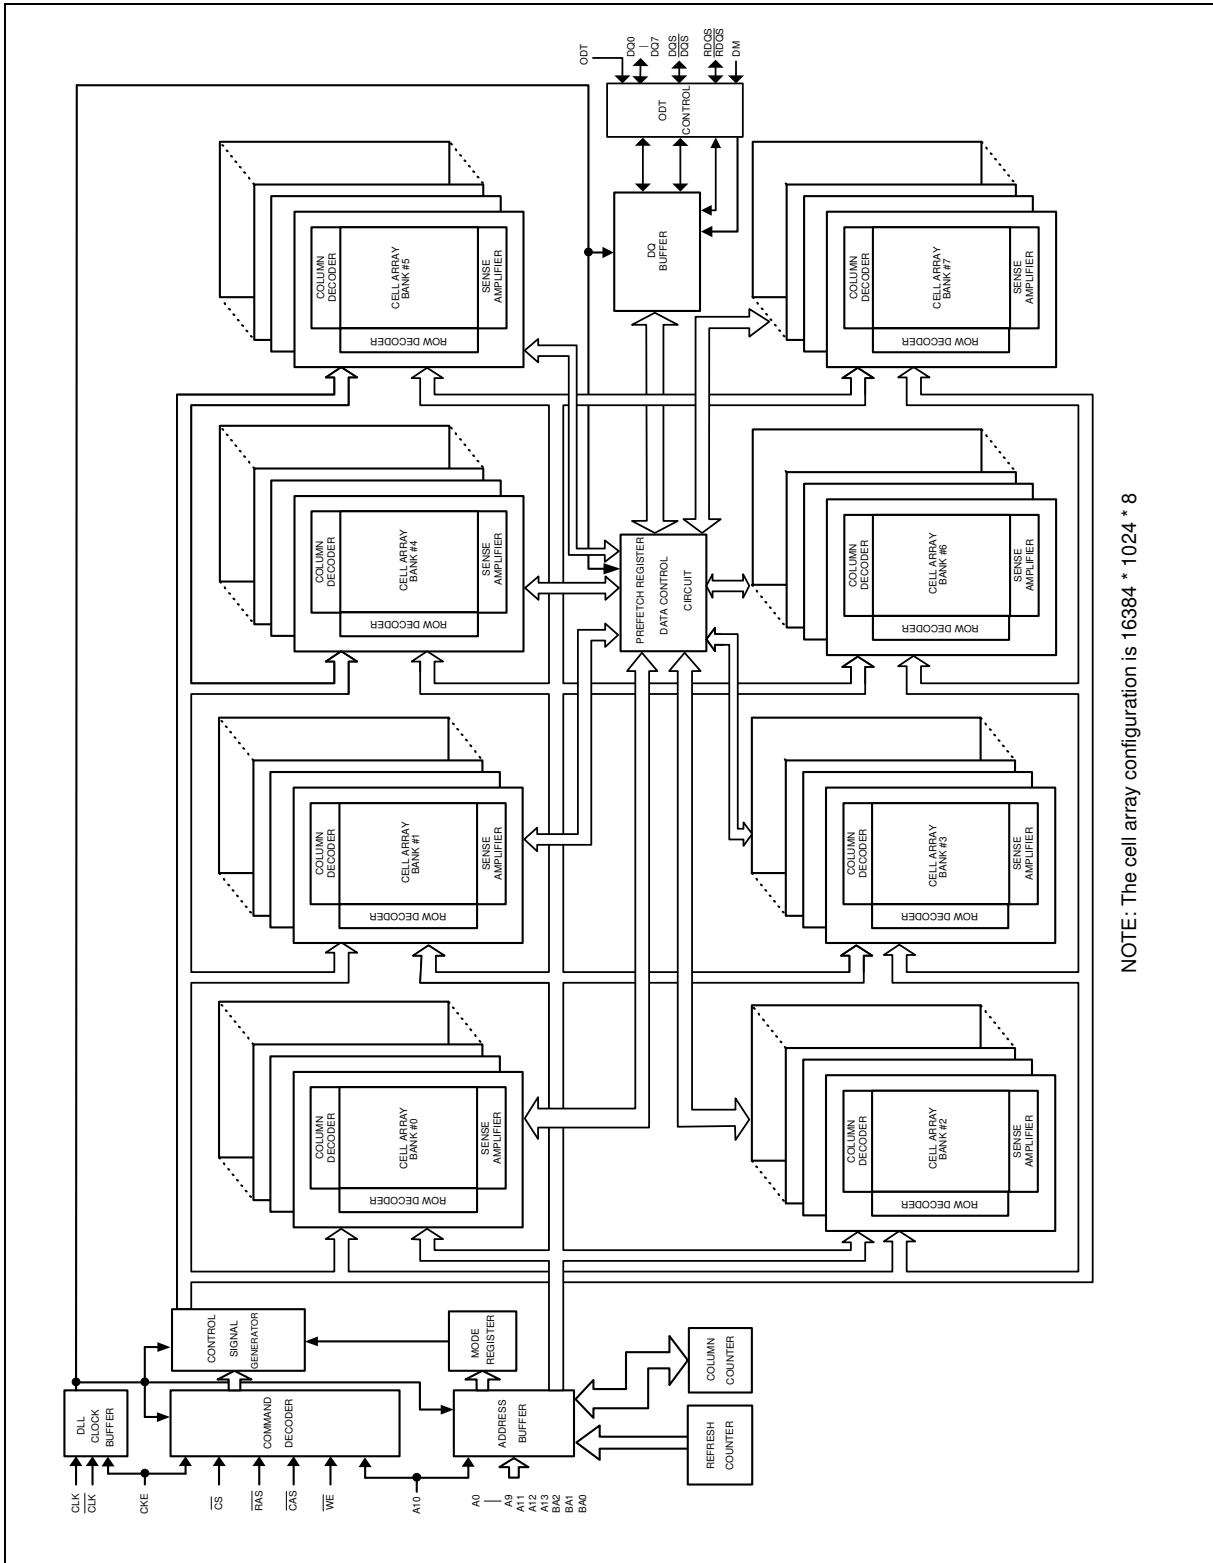 CLK
CLK
CKE
CS
RAS
CAS
WE
A10
A0
A9
A11
A12
A13
BA2
BA1
BA0
DLL
CLOCK
BUFFER
COMMAND
DECODER
ADDRESS
BUFFER
REFRESH
COUNTER
COLUMN
COUNTER
CONTROL
SIGNAL
GENERATOR
MODE
REGISTER
COLUMN
DECODER
CELL ARRAY
BANK #0
SENSE
AMPLIFIER
ROW DECODER
COLUMN
DECODER
CELL ARRAY
BANK #2
SENSE
AMPLIFIER
ROW DECODER
COLUMN
DECODER
CELL ARRAY
BANK #1
SENSE
AMPLIFIER
ROW DECODER
COLUMN
DECODER
CELL ARRAY
BANK #3
SENSE
AMPLIFIER
ROW DECODER
COLUMN
DECODER
CELL ARRAY
BANK #4
SENSE
AMPLIFIER
ROW DECODER
PREFETCH REGISTER
DATA CONTROL
CIRCUIT
COLUMN
DECODER
CELL ARRAY
BANK #6
SENSE
AMPLIFIER
ROW DECODER
COLUMN
DECODER
CELL ARRAY
BANK #5
SENSE
AMPLIFIER
ROW DECODER
DQ
BUFFER
COLUMN
DECODER
CELL ARRAY
BANK #7
SENSE
AMPLIFIER
ROW DECODER
ODT
CONTROL
ODT
DQ0
DQ7
DQS
DQS
RDQS
RDQS
DM
NOTE: The cell array configuration is 16384 * 1024 * 8